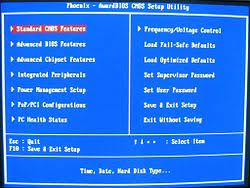 Phoenix - AwardBIOS CMOS Setup Utility
Standard CMOS Features
Advanced BIOS Features
Advanced Chipset Features
Integrated Peripherals
Power Management Setup
PnP/PCI Configurations
PC Health Status
Frequency/Voltage Control
Load Fail-Safe Defaults
Load Optimized Defaults
Set Supervisor Password
Set User Password
Save & Exit Setup
Exit Without Saving
Esc : Quit
F10 : Save & Exit Setup
↑ ↓ → ← : Select Item
Time, Date, Hard Disk Type...